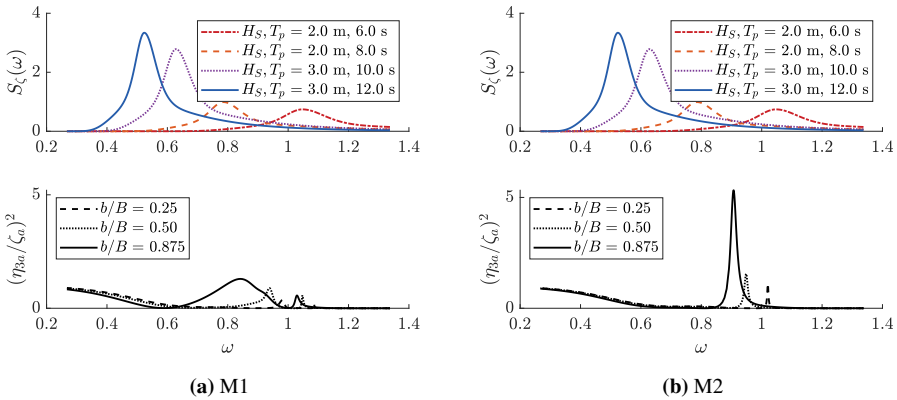 4
2
0
S_ζ(ω)
H_S, T_p = 2.0 m, 6.0 s
H_S, T_p = 2.0 m, 8.0 s
H_S, T_p = 3.0 m, 10.0 s
H_S, T_p = 3.0 m, 12.0 s
0.2 0.4 0.6 0.8 1 1.2 1.4
5
0
(η_{3a}/ζ_a)^2
b/B = 0.25
b/B = 0.50
b/B = 0.875
0.2 0.4 0.6 0.8 1 1.2 1.4
ω
(a) M1
4
2
0
S_ζ(ω)
H_S, T_p = 2.0 m, 6.0 s
H_S, T_p = 2.0 m, 8.0 s
H_S, T_p = 3.0 m, 10.0 s
H_S, T_p = 3.0 m, 12.0 s
0.2 0.4 0.6 0.8 1 1.2 1.4
5
0
(η_{3a}/ζ_a)^2
b/B = 0.25
b/B = 0.50
b/B = 0.875
0.2 0.4 0.6 0.8 1 1.2 1.4
ω
(b) M2